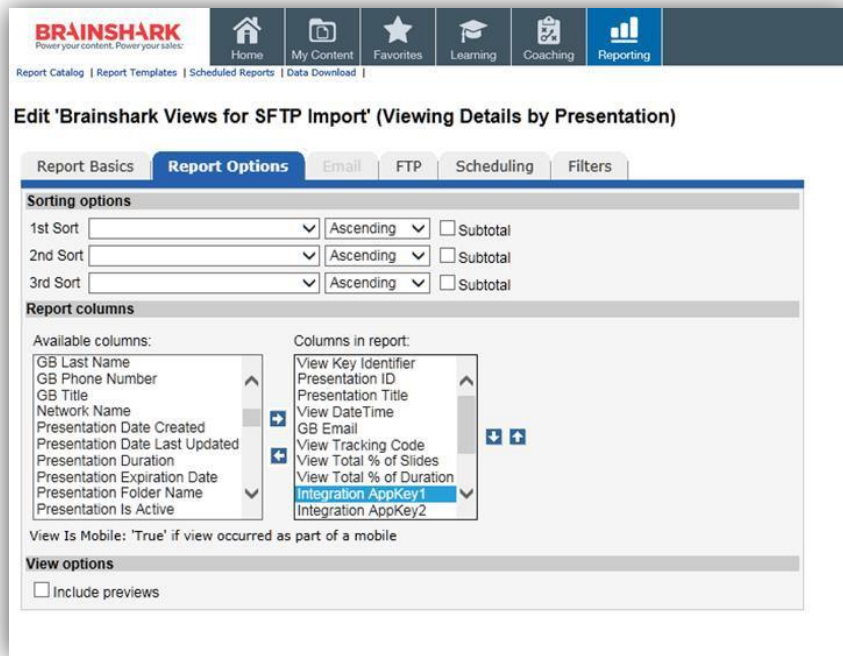 BRAINSHARK
Power your content. Power your sales.
Home
My Content
Favorites
Learning
Coaching
Reporting
Report Catalog | Report Templates | Scheduled Reports | Data Download |
Edit 'Brainshark Views for SFTP Import' (Viewing Details by Presentation)
Report Basics
Report Options
Email
FTP
Scheduling
Filters
Sorting options
1st Sort Ascending Subtotal
2nd Sort Ascending Subtotal
3rd Sort Ascending Subtotal
Report columns
Available columns:
GB Last Name
GB Phone Number
GB Title
Network Name
Presentation Date Created
Presentation Date Last Updated
Presentation Duration
Presentation Expiration Date
Presentation Folder Name
Presentation Is Active
Columns in report:
View Key Identifier
Presentation ID
Presentation Title
View DateTime
GB Email
View Tracking Code
View Total % of Slides
View Total % of Duration
Integration AppKey1
Integration AppKey2
View Is Mobile: 'True' if view occurred as part of a mobile
View options
Include previews